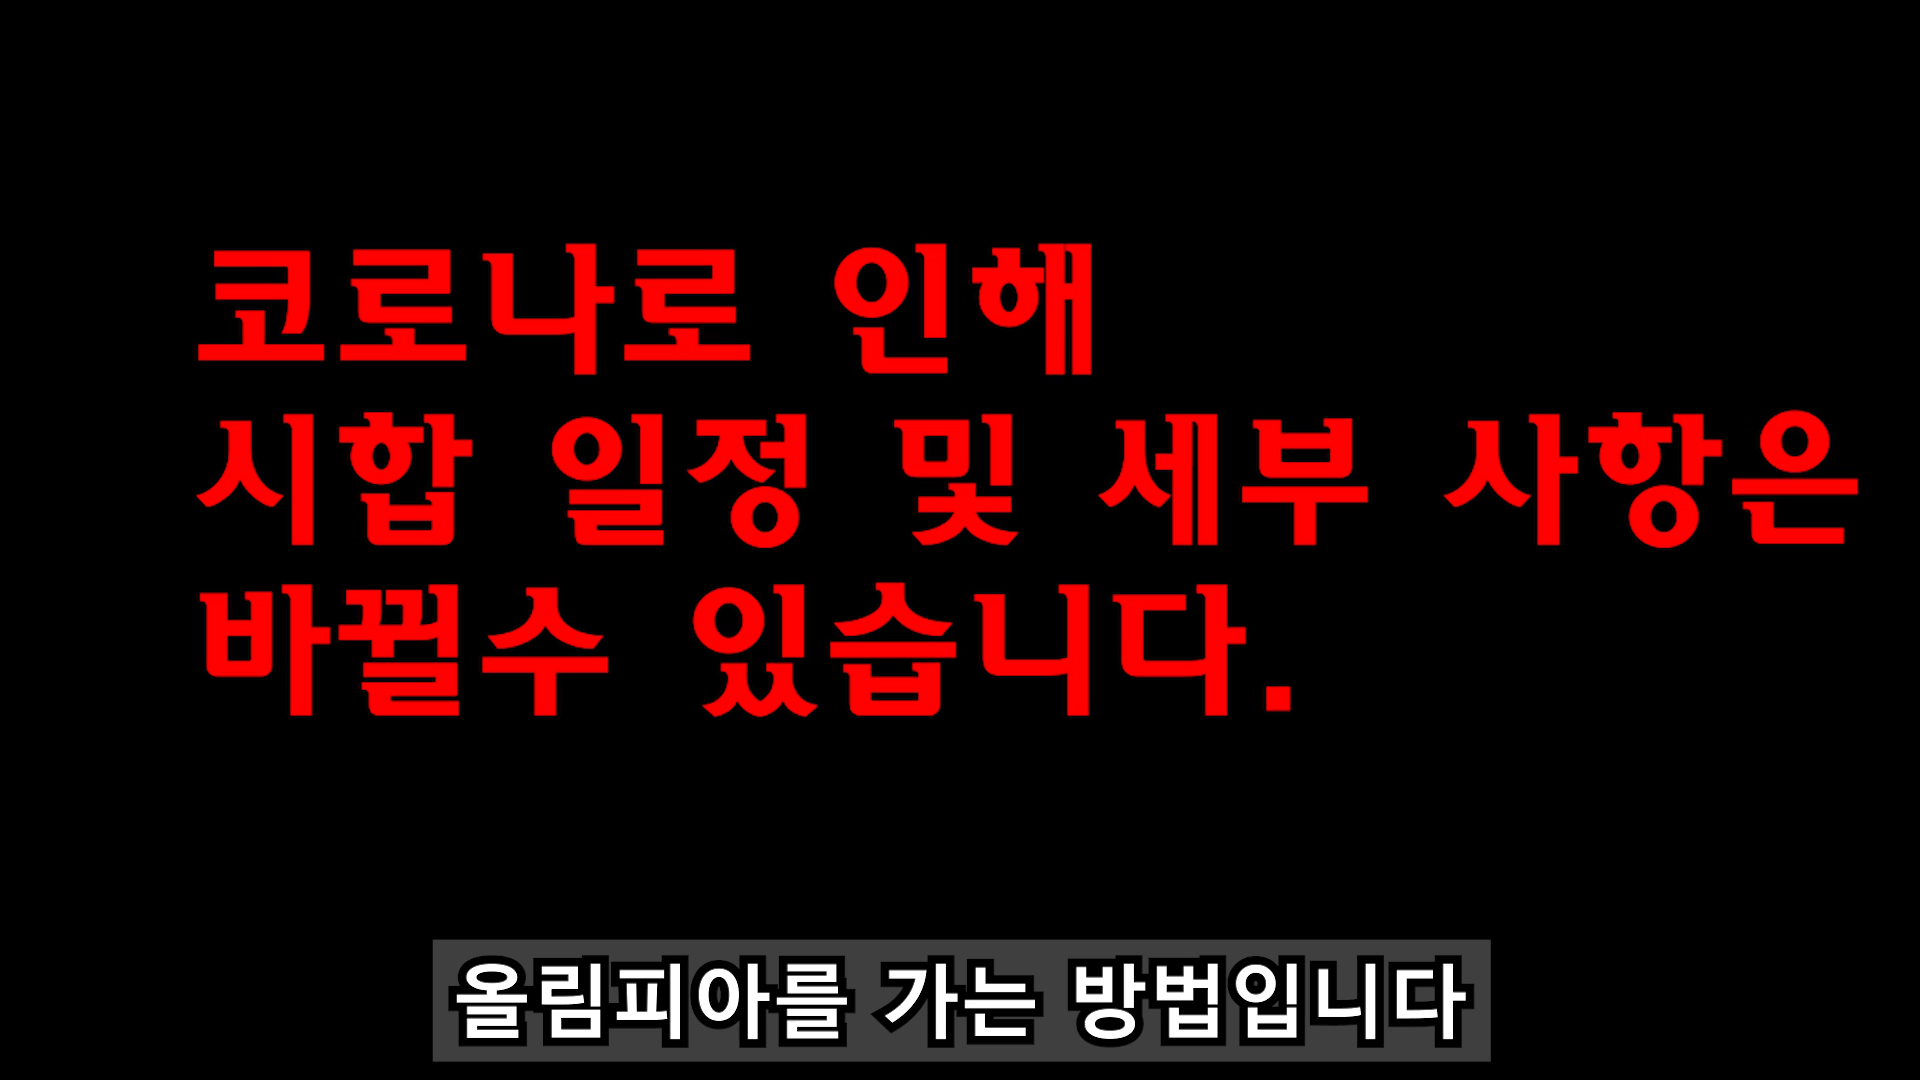 코로나로 인해
시합 일정 및 세부 사항은
바뀔수 있습니다.
올림피아를 가는 방법입니다